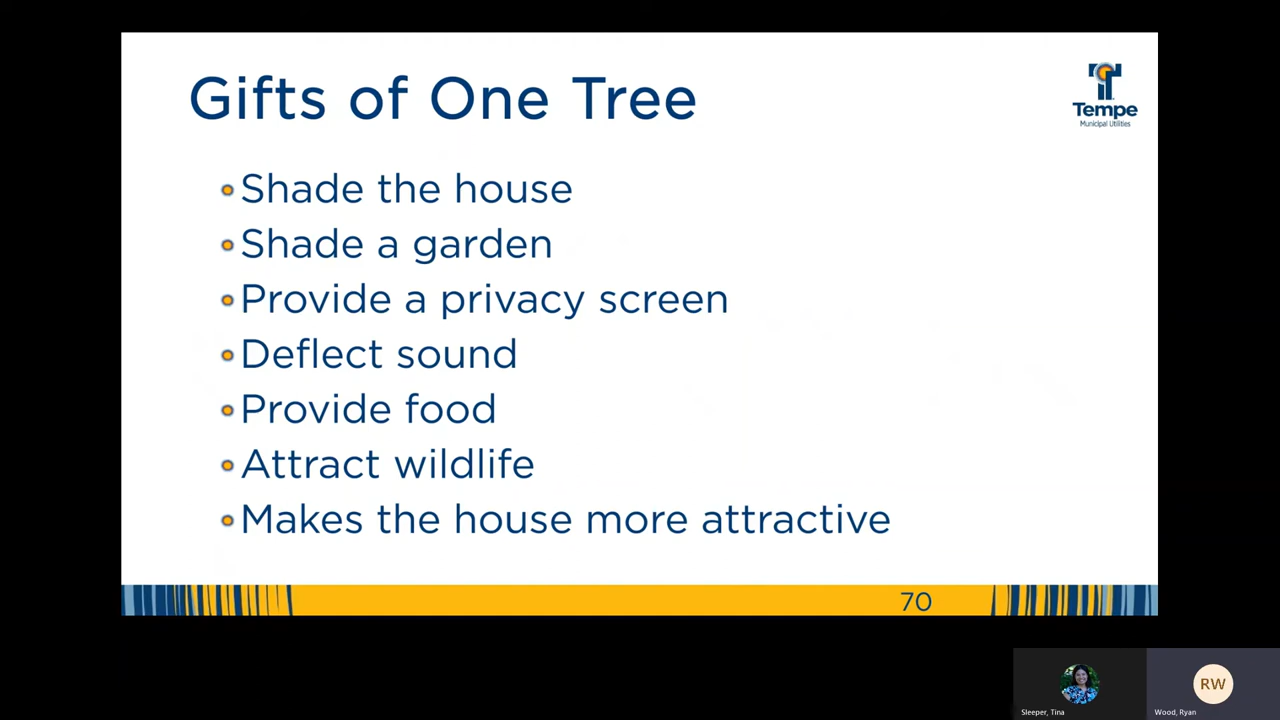 Gifts of One Tree
Tempe
Municipal Utilities
Shade the house
Shade a garden
Provide a privacy screen
Deflect sound
Provide food
Attract wildlife
Makes the house more attractive
70
RW
Sleeper, Tina
Wood, Ryan